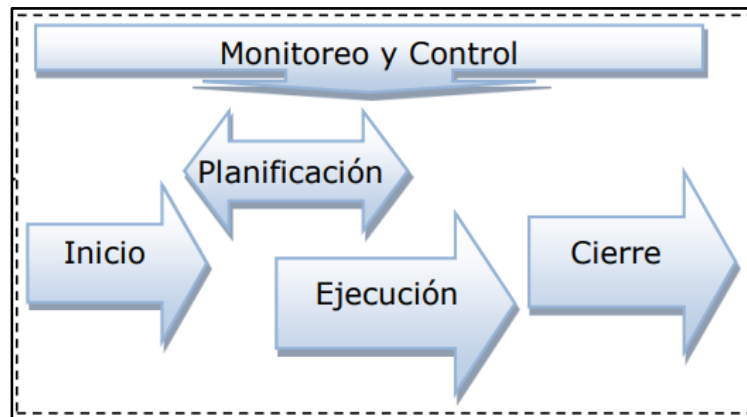 Monitoreo y Control
Planificación
Inicio
Ejecución
Cierre